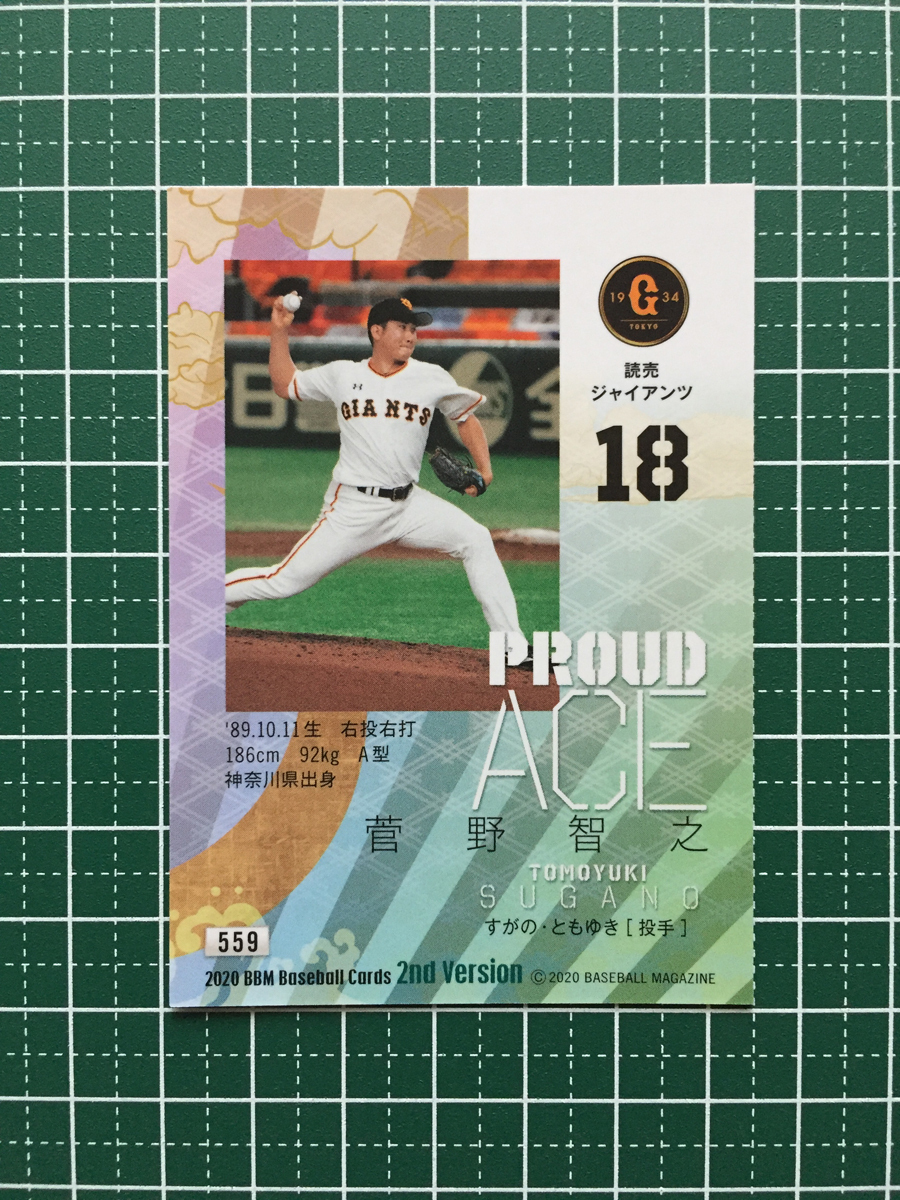 19 G 34
TOKYO
読売
ジャイアンツ
18
GIANTS
PROUD
ACE
'89.10.11生 右投右打
186cm 92kg A型
神奈川県出身
菅野智之
TOMOYUKI
SUGANO
すがの・ともゆき [ 投手 ]
559
2020 BBM Baseball Cards 2nd Version ©2020 BASEBALL MAGAZINE